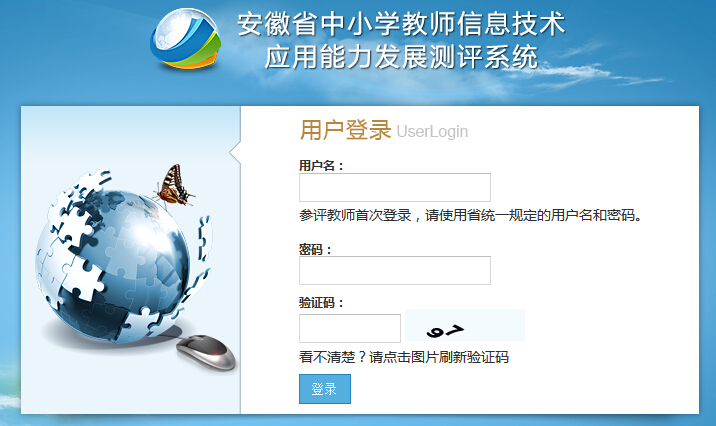 安徽省中小学教师信息技术
应用能力发展测评系统
用户登录 UserLogin
用户名：
参评教师首次登录，请使用省统一规定的用户名和密码。
密码：
验证码：
97
看不清楚？请点击图片刷新验证码
登录